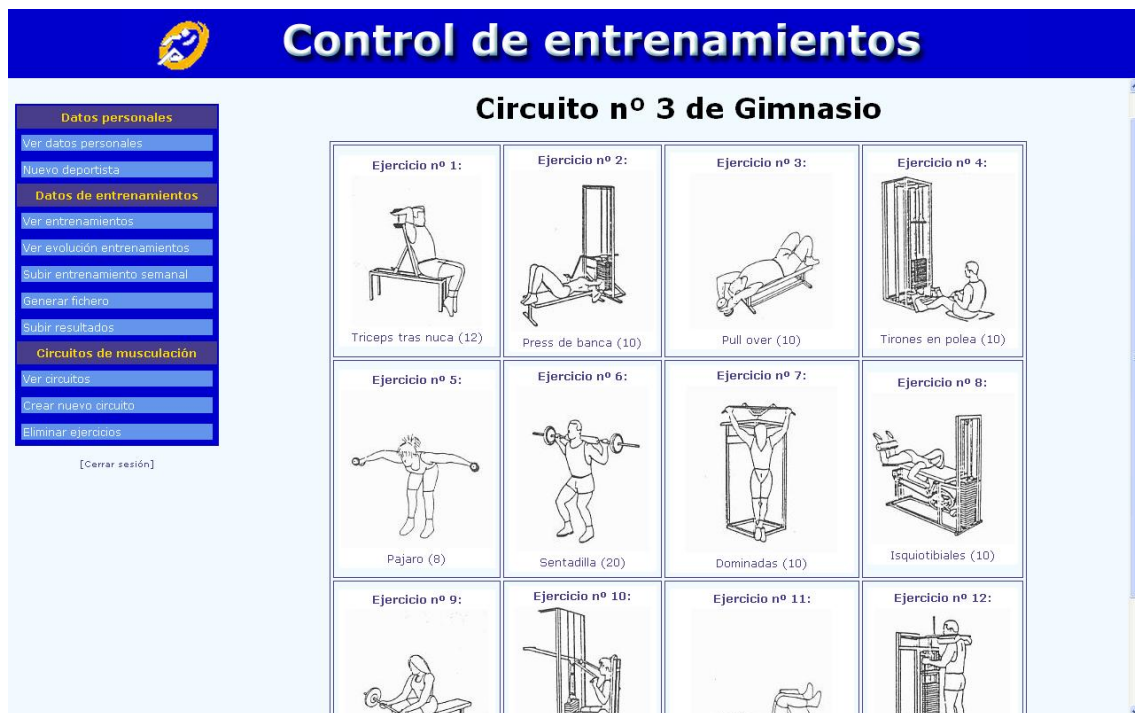 Control de entrenamientos
Datos personales
Ver datos personales
Nuevo deportista
Datos de entrenamientos
Ver entrenamientos
Ver evolución entrenamientos
Subir entrenamiento semanal
Generar fichero
Subir resultados
Circuitos de musculación
Ver circuitos
Crear nuevo circuito
Eliminar ejercicios
[Cerrar sesión]
Circuito nº 3 de Gimnasio
Ejercicio nº 1:
Triceps tras nuca (12)
Ejercicio nº 2:
Press de banca (10)
Ejercicio nº 3:
Pull over (10)
Ejercicio nº 4:
Tirones en polea (10)
Ejercicio nº 5:
Pajaro (8)
Ejercicio nº 6:
Sentadilla (20)
Ejercicio nº 7:
Dominadas (10)
Ejercicio nº 8:
Isquiotibiales (10)
Ejercicio nº 9:
Ejercicio nº 10:
Ejercicio nº 11:
Ejercicio nº 12: